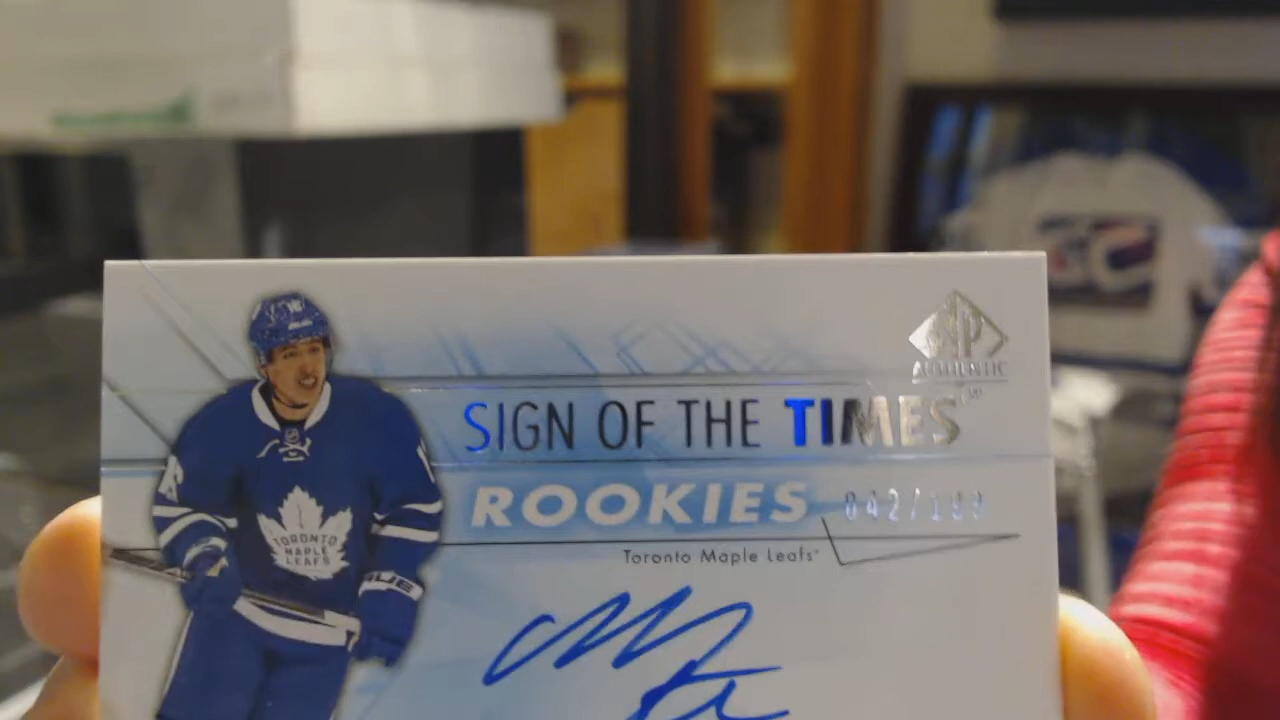 SP
AUTHENTIC
SIGN OF THE TIMES
ROOKIES
Toronto Maple Leafs
TORONTO
MAPLE
LEAFS